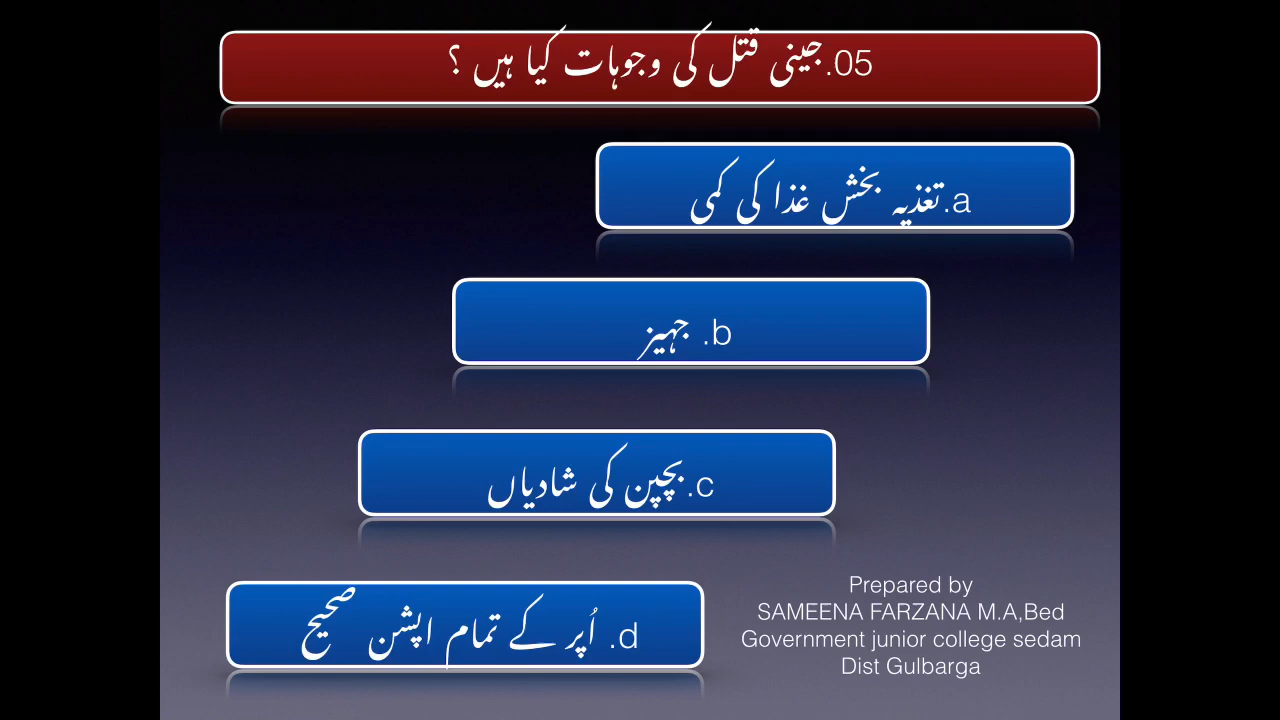 05.جینی قتل کی وجوہات کیا ہیں ؟
a.تغذیہ بخش غذا کی کمی
b. جہیز
c.بچپن کی شادیاں
d. اُپر کے تمام اپشن صحیح
Prepared by
SAMEENA FARZANA M.A,Bed
Government junior college sedam
Dist Gulbarga